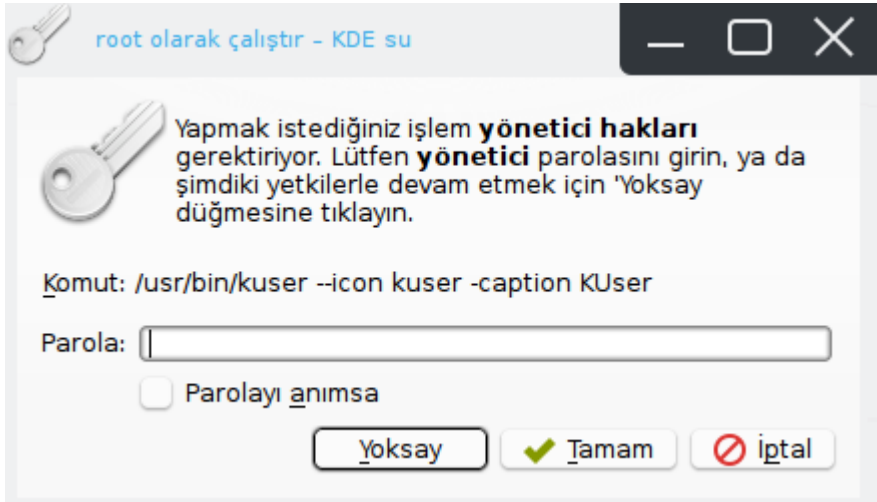 root olarak çalıştır – KDE su
Yapmak istediğiniz işlem yönetici hakları
gerektiriyor. Lütfen yönetici parolasını girin, ya da
şimdiki yetkilerle devam etmek için 'Yoksay
düğmesine tıklayın.
Komut: /usr/bin/kuser --icon kuser -caption KUser
Parola:
Parolayı anımsa
Yoksay Tamam İptal